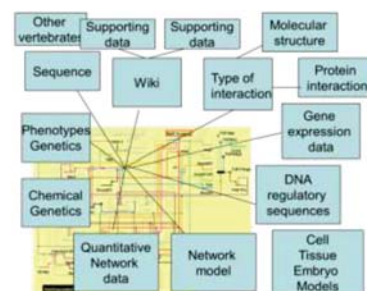 Other
vertebrates
Supporting
data
Supporting
data
Molecular
structure
Sequence
Wiki
Type of
interaction
Protein
interaction
Phenotypes
Genetics
Gene
expression
data
Chemical
Genetics
DNA
regulatory
sequences
Quantitative
Network
data
Network
model
Cell
Tissue
Embryo
Models